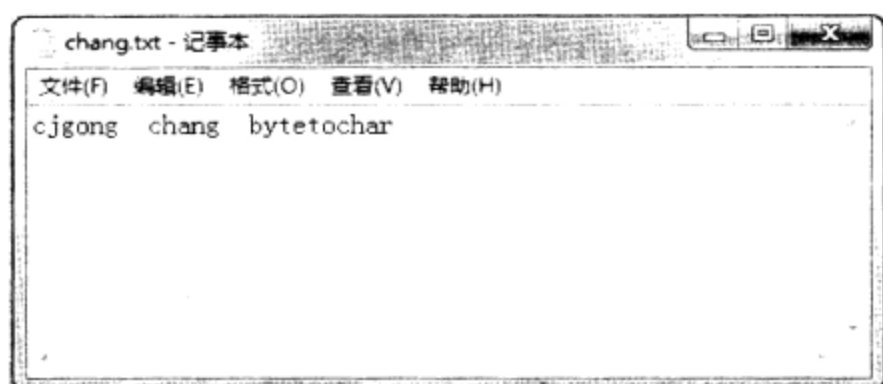 chang.txt - 记事本
文件(F) 编辑(E) 格式(O) 查看(V) 帮助(H)
cjgong chang bytetochar